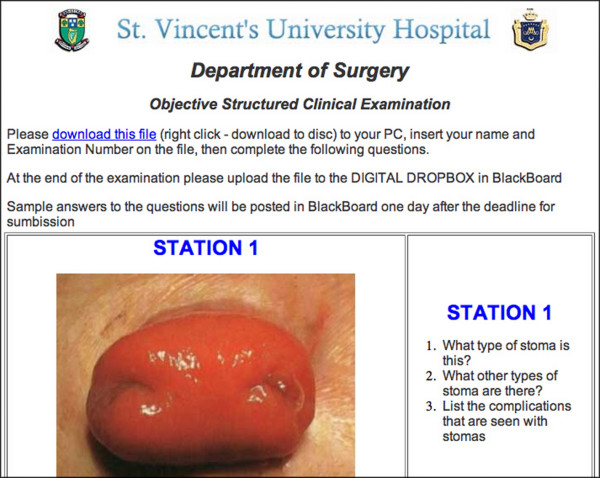 St. Vincent's University Hospital
Department of Surgery
Objective Structured Clinical Examination
Please download this file (right click - download to disc) to your PC, insert your name and
Examination Number on the file, then complete the following questions.
At the end of the examination please upload the file to the DIGITAL DROPBOX in BlackBoard
Sample answers to the questions will be posted in BlackBoard one day after the deadline for
sumbission
STATION 1
STATION 1
1. What type of stoma is
this?
2. What other types of
stoma are there?
3. List the complications
that are seen with
stomas